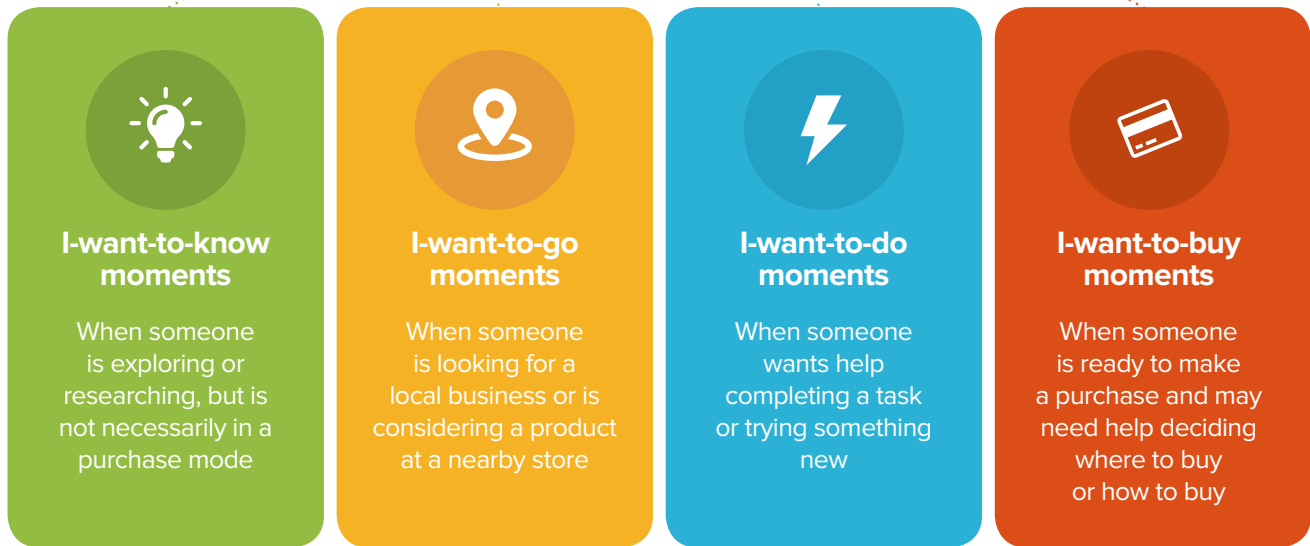 I-want-to-know
moments
When someone
is exploring or
researching, but is
not necessarily in a
purchase mode
I-want-to-go
moments
When someone
is looking for a
local business or is
considering a product
at a nearby store
I-want-to-do
moments
When someone
wants help
completing a task
or trying something
new
I-want-to-buy
moments
When someone
is ready to make
a purchase and may
need help deciding
where to buy
or how to buy